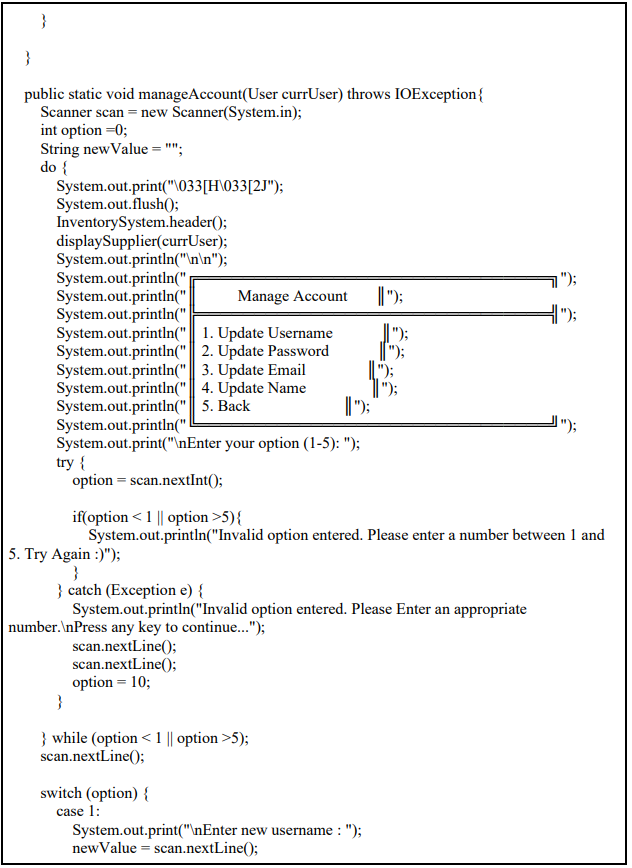 }
}
public static void manageAccount(User currUser) throws IOException{
Scanner scan = new Scanner(System.in);
int option =0;
String newValue = "";
do {
System.out.print("\033[H\033[2J");
System.out.flush();
InventorySystem.header();
displaySupplier(currUser);
System.out.println("\n\n");
System.out.println("╔══════════════════════════════════╗");
System.out.println("║ Manage Account ║");
System.out.println("╠══════════════════════════════════╣");
System.out.println("║ 1. Update Username ║");
System.out.println("║ 2. Update Password ║");
System.out.println("║ 3. Update Email ║");
System.out.println("║ 4. Update Name ║");
System.out.println("║ 5. Back ║");
System.out.println("╚══════════════════════════════════╝");
System.out.print("\nEnter your option (1-5): ");
try {
option = scan.nextInt();
if(option < 1 || option >5){
System.out.println("Invalid option entered. Please enter a number between 1 and
5. Try Again :)");
}
} catch (Exception e) {
System.out.println("Invalid option entered. Please Enter an appropriate
number.\nPress any key to continue...");
scan.nextLine();
scan.nextLine();
option = 10;
}
} while (option < 1 || option >5);
scan.nextLine();
switch (option) {
case 1:
System.out.print("\nEnter new username : ");
newValue = scan.nextLine();